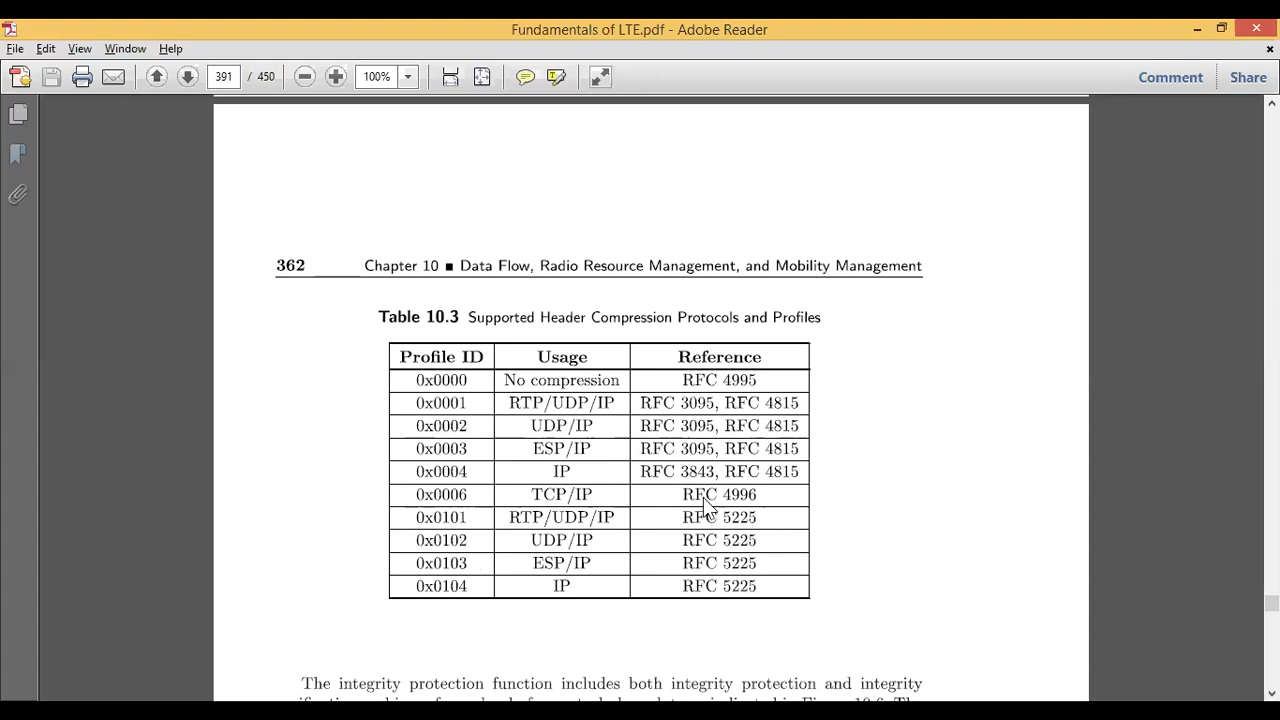 Fundamentals of LTE.pdf - Adobe Reader
File Edit View Window Help
391 / 450 100% Comment Share
362 Chapter 10 ■ Data Flow, Radio Resource Management, and Mobility Management
Table 10.3 Supported Header Compression Protocols and Profiles
Profile ID Usage Reference
0x0000 No compression RFC 4995
0x0001 RTP/UDP/IP RFC 3095, RFC 4815
0x0002 UDP/IP RFC 3095, RFC 4815
0x0003 ESP/IP RFC 3095, RFC 4815
0x0004 IP RFC 3843, RFC 4815
0x0006 TCP/IP RFC 4996
0x0101 RTP/UDP/IP RFC 5225
0x0102 UDP/IP RFC 5225
0x0103 ESP/IP RFC 5225
0x0104 IP RFC 5225
The integrity protection function includes both integrity protection and integrity